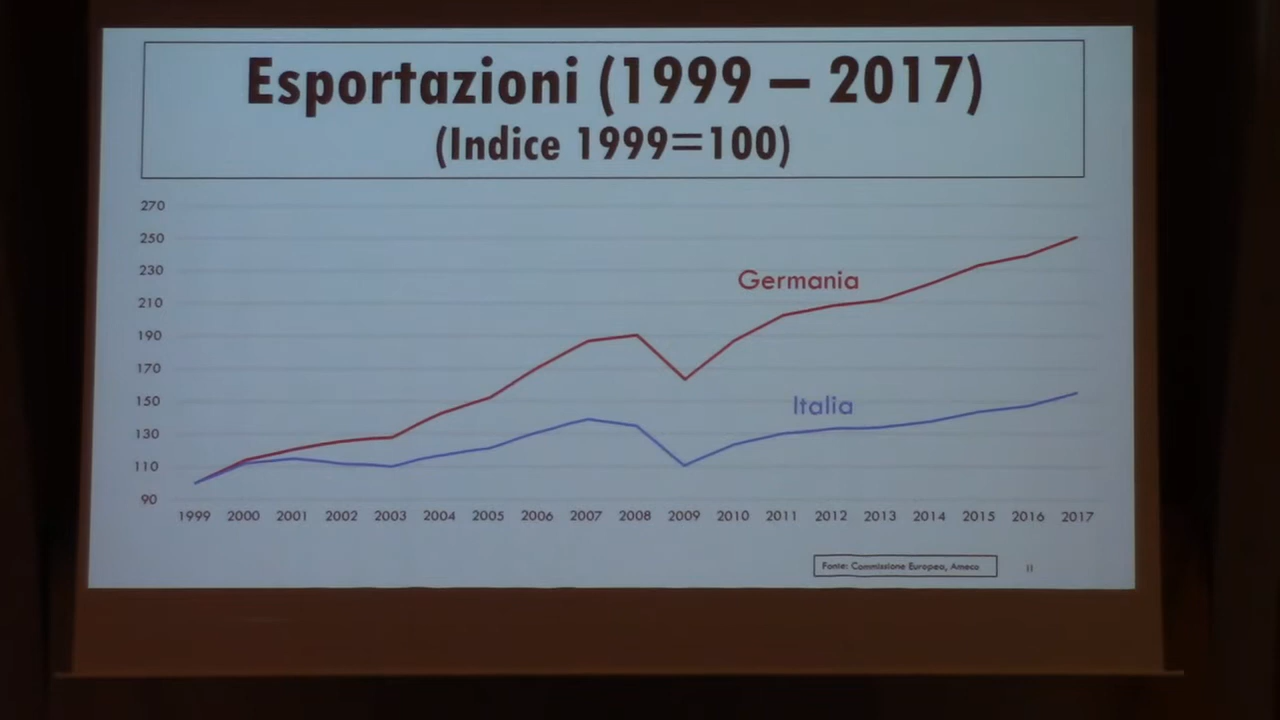 Esportazioni (1999 – 2017)
(Indice 1999=100)
270
250
230
210
190
170
150
130
110
90
Germania
Italia
1999 2000 2001 2002 2003 2004 2005 2006 2007 2008 2009 2010 2011 2012 2013 2014 2015 2016 2017
Fonte: Commissione Europea, Ameco
11